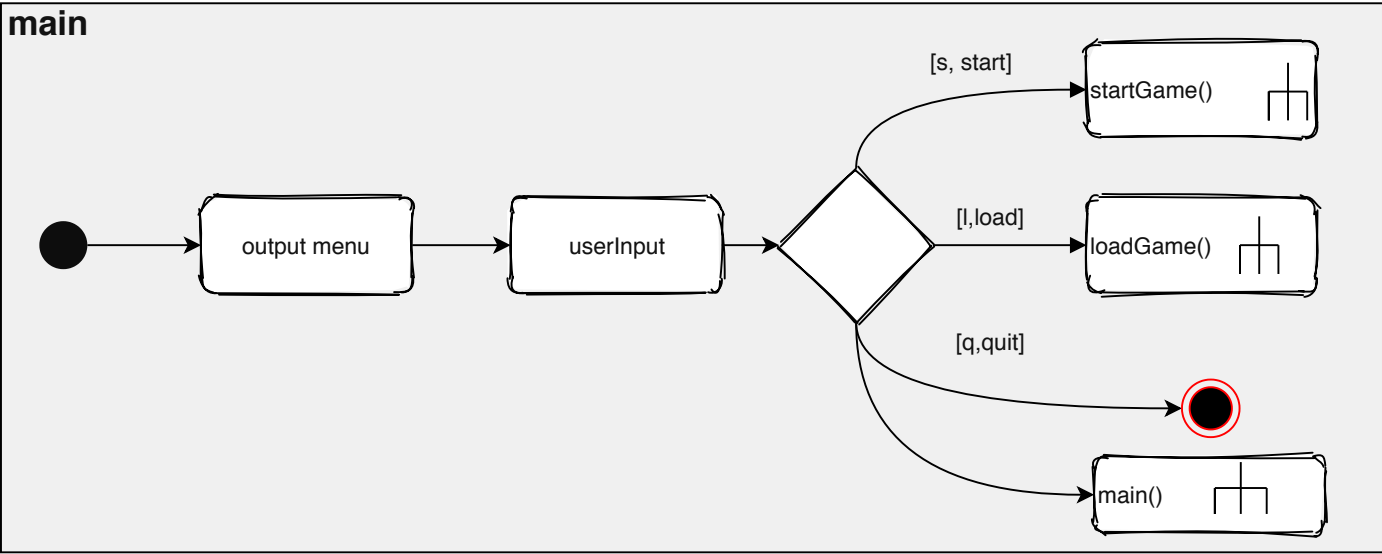 main
[s, start]
startGame()
output menu
userInput
[l,load]
loadGame()
[q,quit]
main()